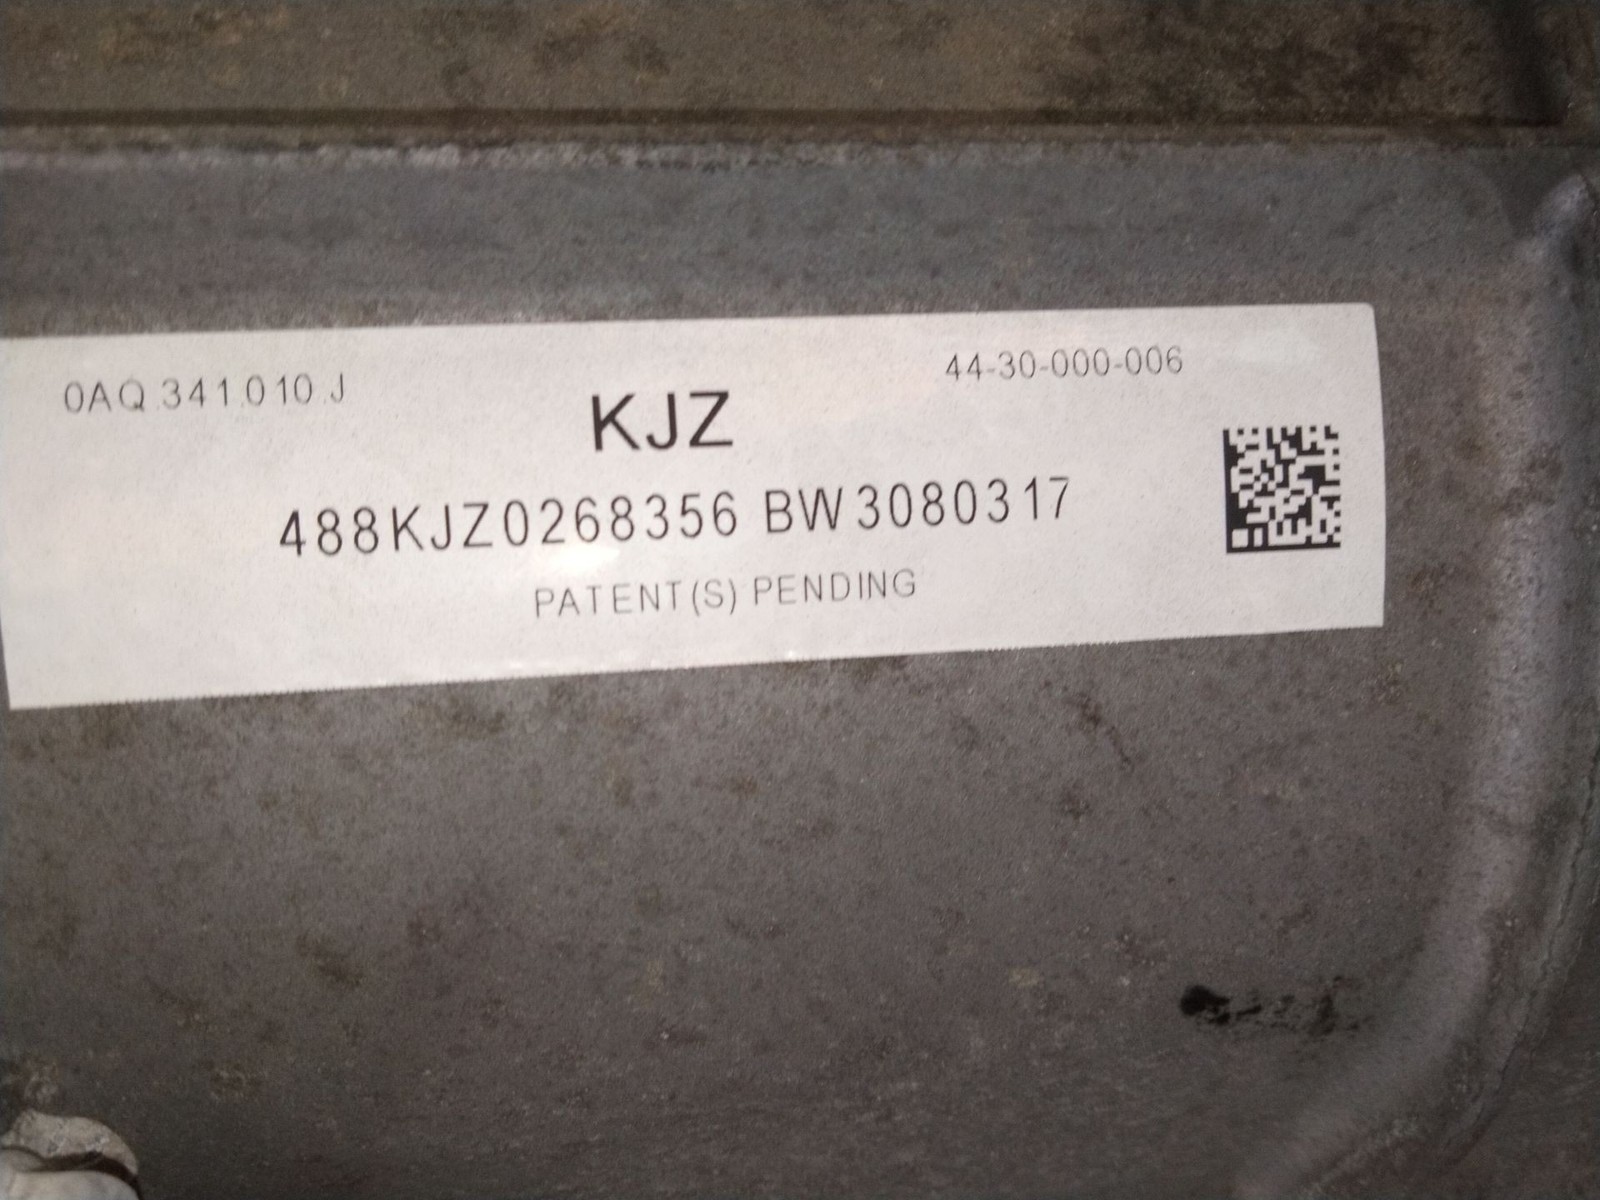 0AQ.341.010.J
44-30-000-006
KJZ
488KJZ0268356 BW3080317
PATENT(S) PENDING